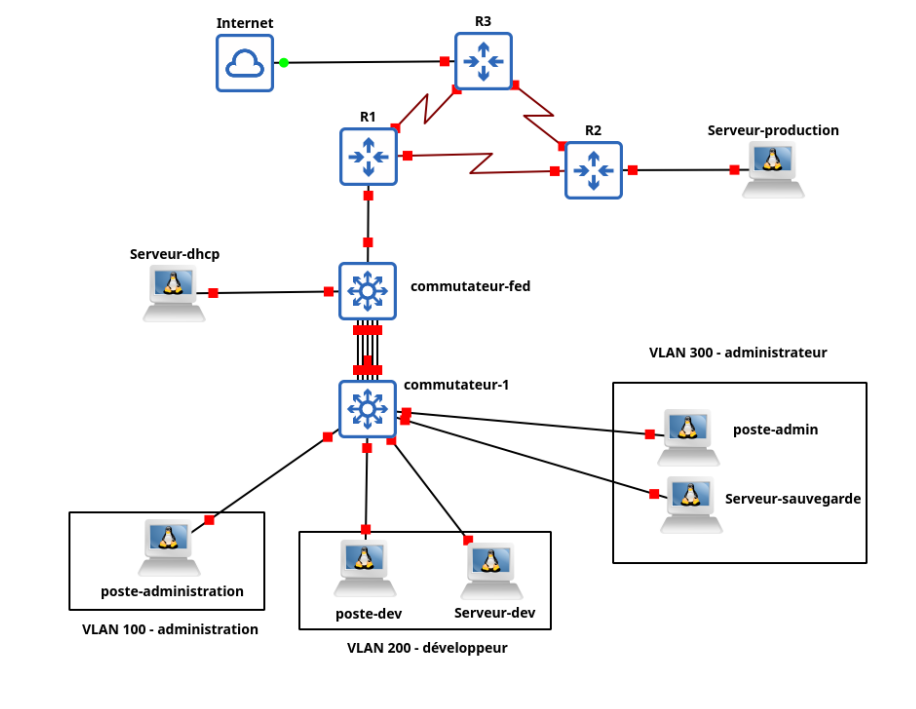 Internet
R3
R1
R2
Serveur-production
Serveur-dhcp
commutateur-fed
VLAN 300 - administrateur
commutateur-1
poste-admin
Serveur-sauvegarde
poste-administration
poste-dev
Serveur-dev
VLAN 100 - administration
VLAN 200 - développeur